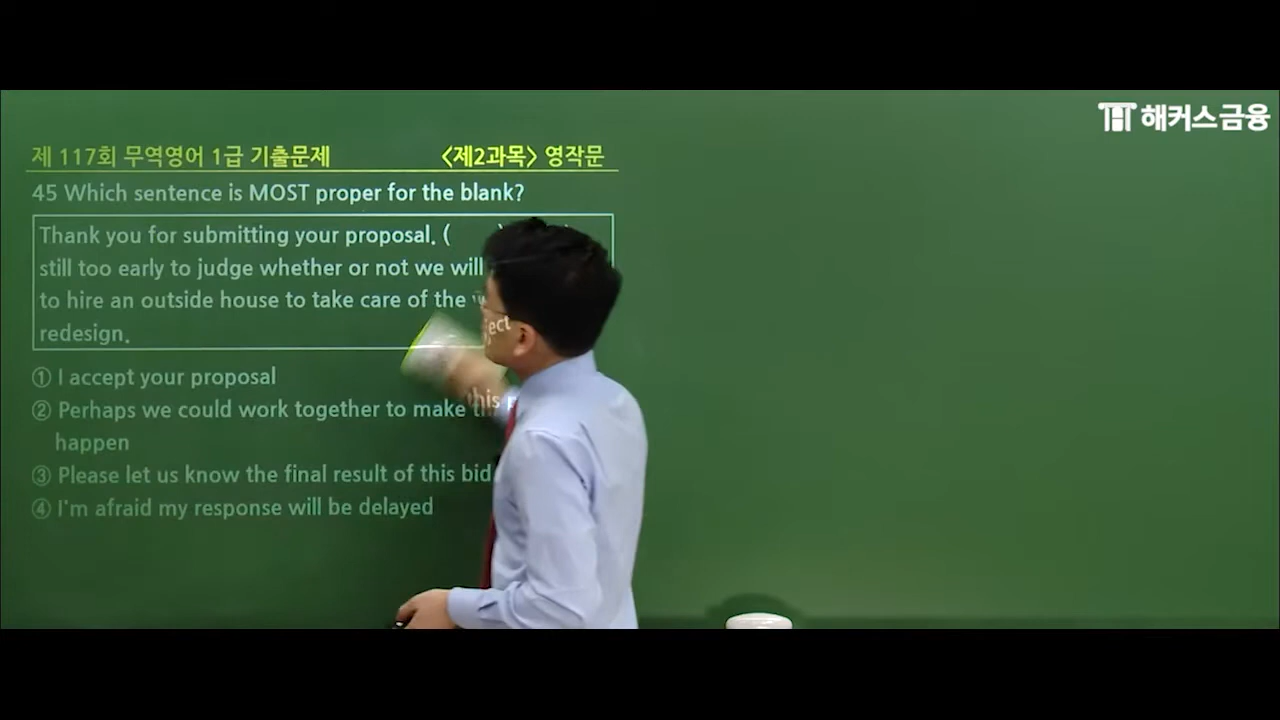 해커스금융
제 117회 무역영어 1급 기출문제 <제2과목> 영작문
45 Which sentence is MOST proper for the blank?
Thank you for submitting your proposal. (
still too early to judge whether or not we will
to hire an outside house to take care of the
redesign.
① I accept your proposal
② Perhaps we could work together to make this
happen
③ Please let us know the final result of this bid
④ I'm afraid my response will be delayed